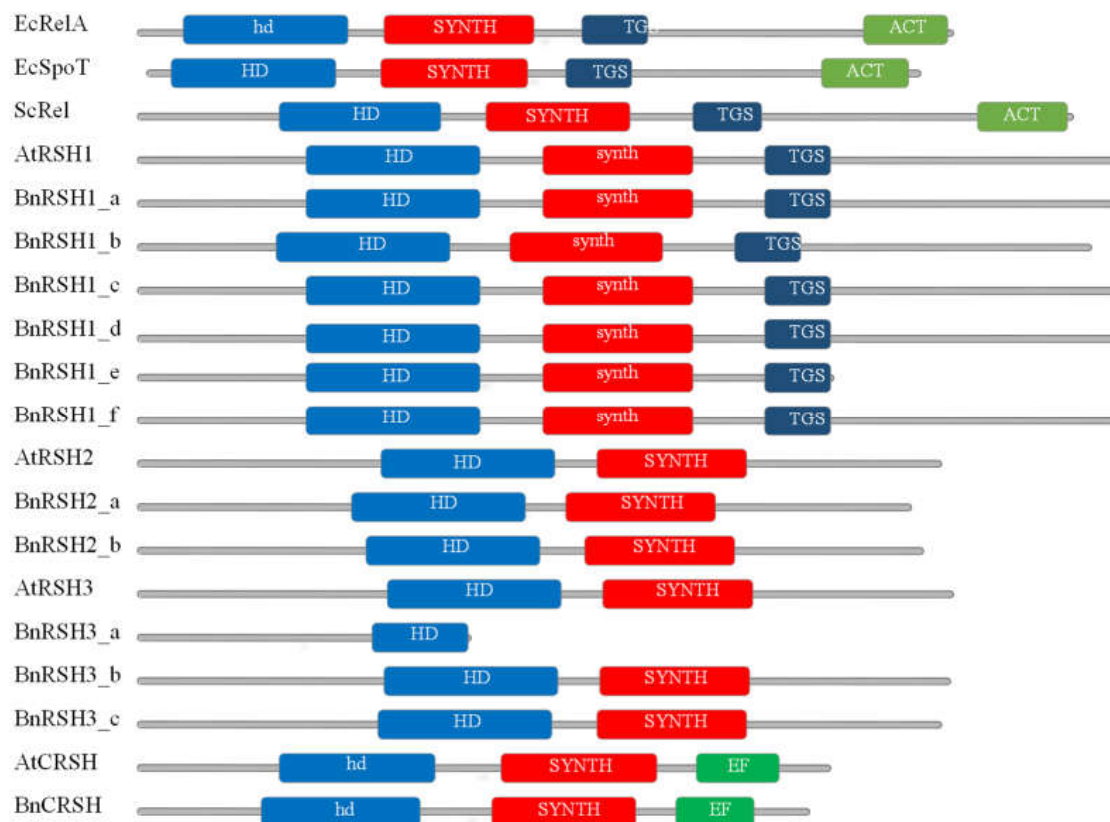 EcRelA hd SYNTH TGS ACT
EcSpoT HD SYNTH TGS ACT
ScRel HD SYNTH TGS ACT
AtRSH1 HD synth TGS
BnRSH1_a HD synth TGS
BnRSH1_b HD synth TGS
BnRSH1_c HD synth TGS
BnRSH1_d HD synth TGS
BnRSH1_e HD synth TGS
BnRSH1_f HD synth TGS
AtRSH2 HD SYNTH
BnRSH2_a HD SYNTH
BnRSH2_b HD SYNTH
AtRSH3 HD SYNTH
BnRSH3_a HD
BnRSH3_b HD SYNTH
BnRSH3_c HD SYNTH
AtCRSH hd SYNTH EF
BnCRSH hd SYNTH EF